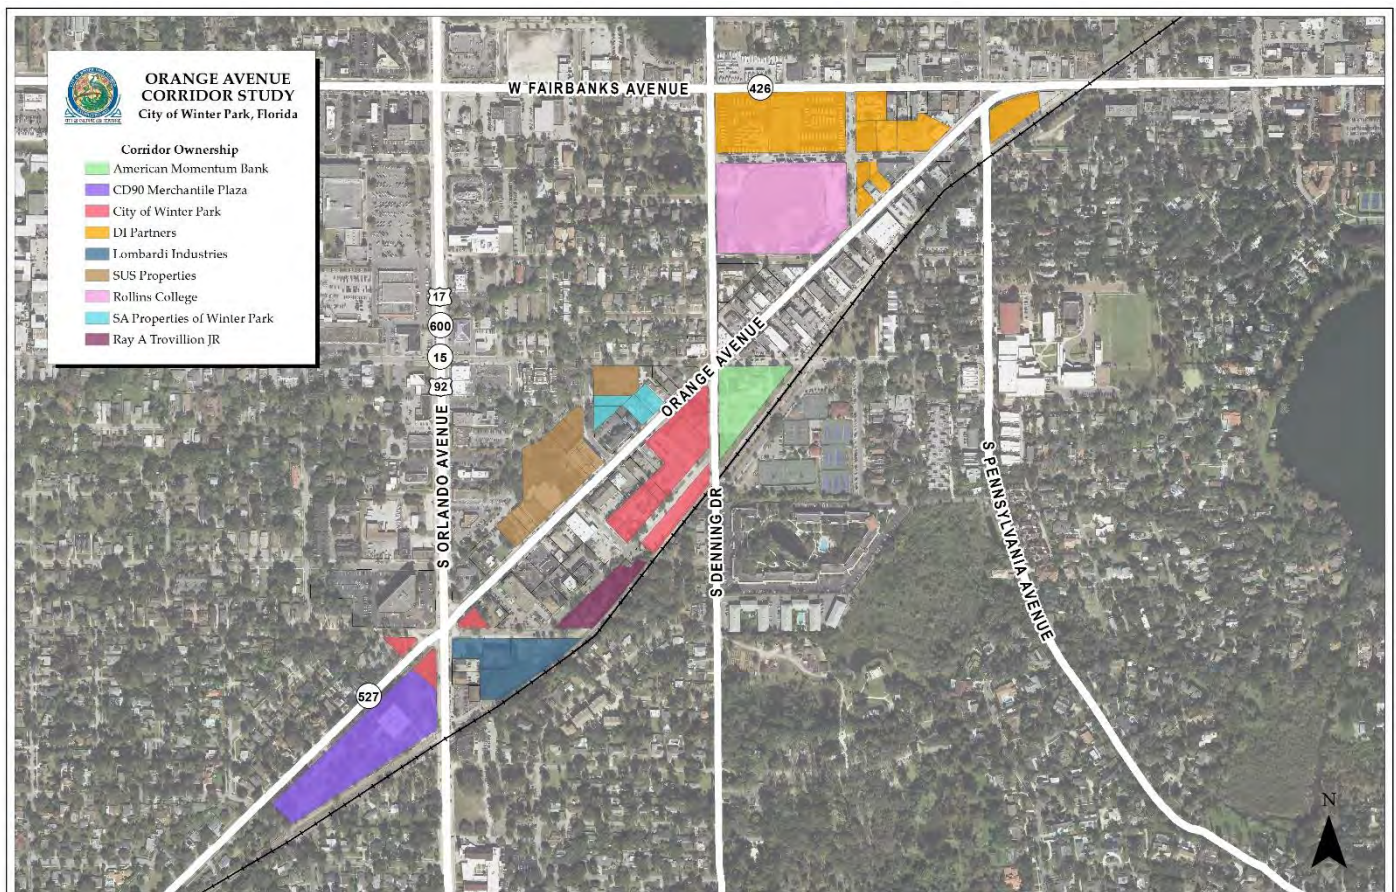 ORANGE AVENUE
CORRIDOR STUDY
City of Winter Park, Florida
Corridor Ownership
American Momentum Bank
CD90 Merchantile Plaza
City of Winter Park
DI Partners
Lombardi Industries
SUS Properties
Rollins College
SA Properties of Winter Park
Ray A Trovillion JR
W FAIRBANKS AVENUE
426
17
600
15
92
S ORLANDO AVENUE
ORANGE AVENUE
S DENNING DR
S PENNSYLVANIA AVENUE
527
N